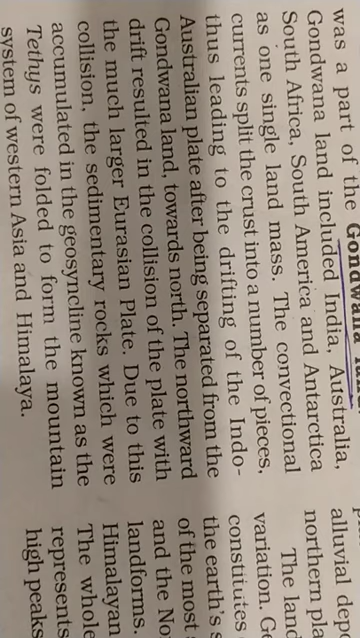 was a part of the Gondwana land.
Gondwana land included India, Australia,
South Africa, South America and Antarctica
as one single land mass. The convectional
currents split the crust into a number of pieces,
thus leading to the drifting of the Indo-
Australian plate after being separated from the
Gondwana land, towards north. The northward
drift resulted in the collision of the plate with
the much larger Eurasian Plate. Due to this
collision, the sedimentary rocks which were
accumulated in the geosyncline known as the
Tethys were folded to form the mountain
system of western Asia and Himalaya.
alluvial dep
northern pl
The land
variation. G
constitutes
the earth's s
of the most
and the No
landforms.
Himalayan
The whole
represents
high peaks